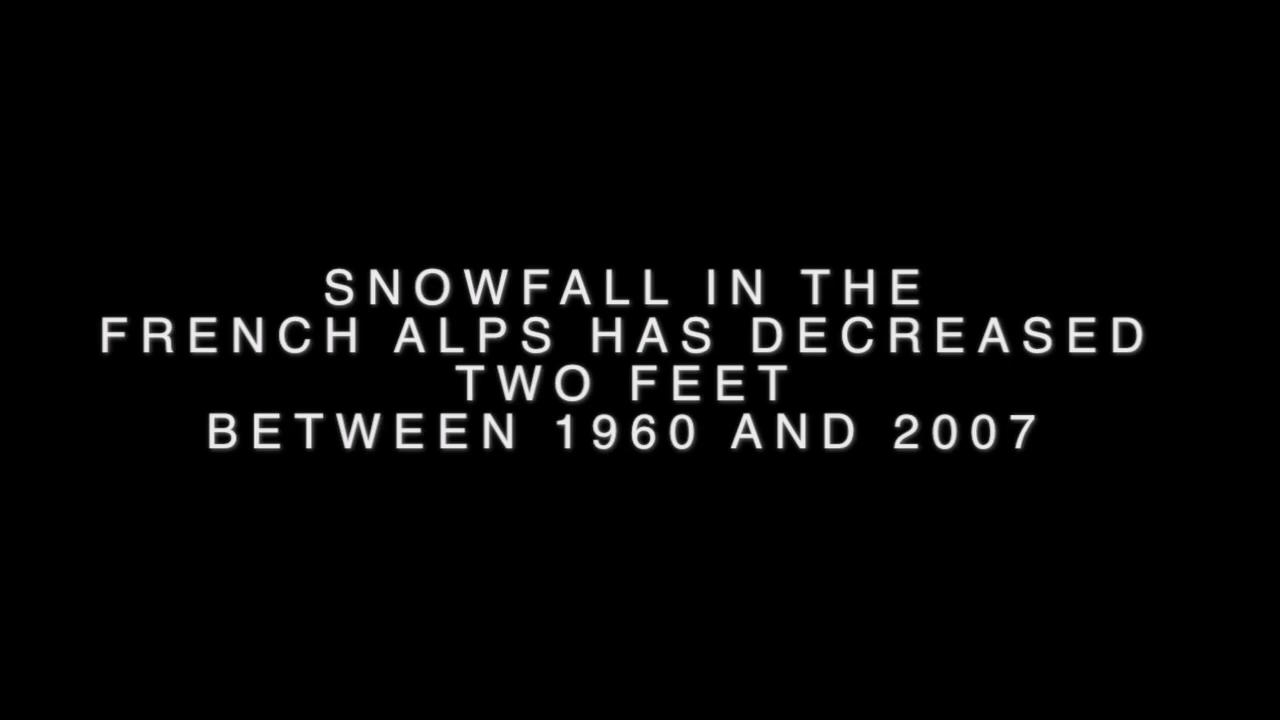 SNOWFALL IN THE
FRENCH ALPS HAS DECREASED
TWO FEET
BETWEEN 1960 AND 2007